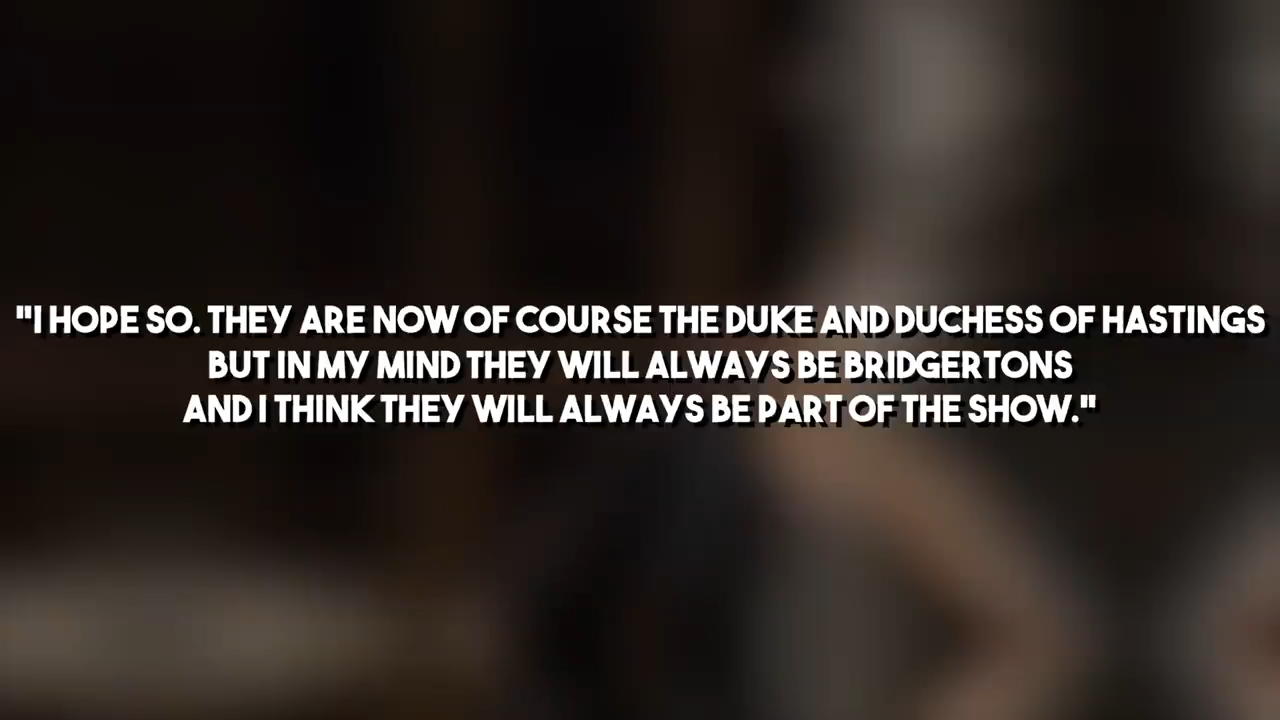 "I HOPE SO. THEY ARE NOW OF COURSE THE DUKE AND DUCHESS OF HASTINGS
BUT IN MY MIND THEY WILL ALWAYS BE BRIDGERTONS
AND I THINK THEY WILL ALWAYS BE PART OF THE SHOW."